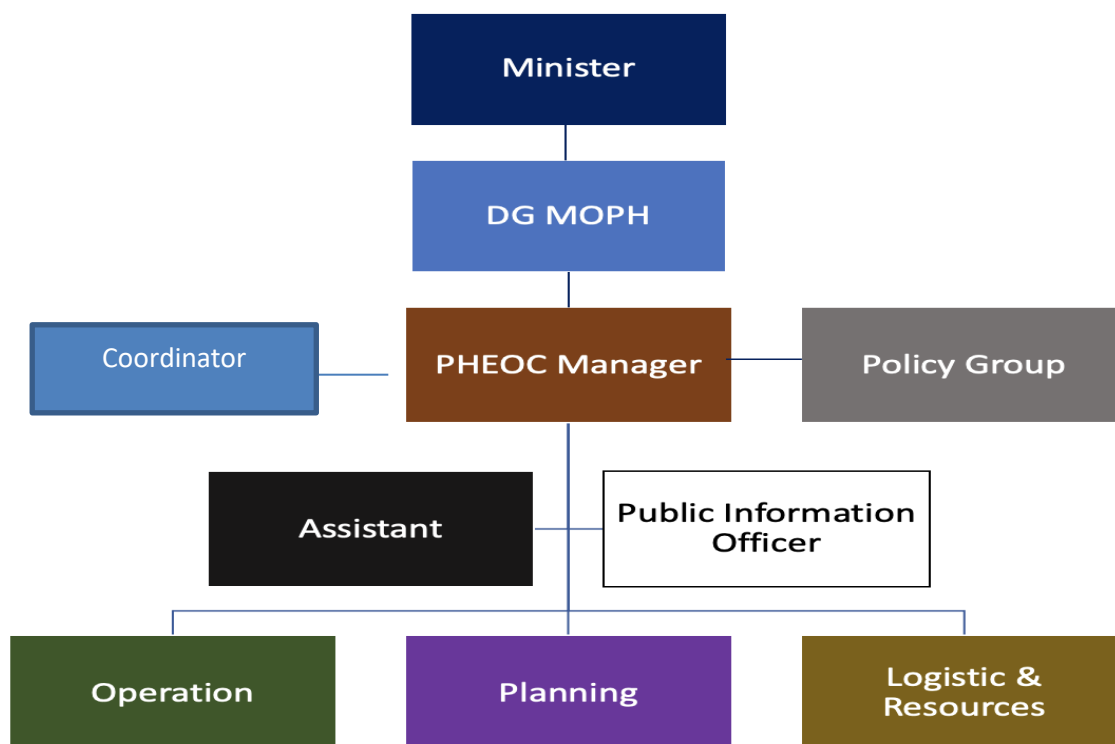 Minister
DG MOPH
Coordinator
PHEOC Manager
Policy Group
Assistant
Public Information
Officer
Operation
Planning
Logistic &
Resources